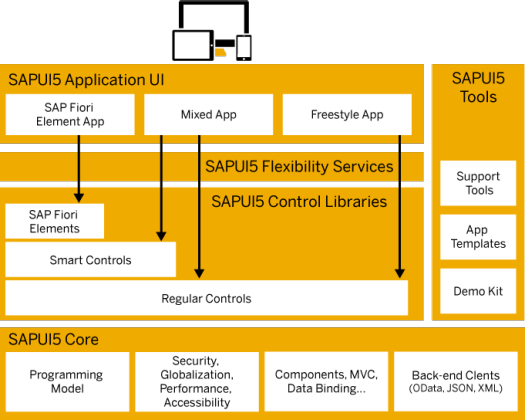 SAPUI5 Application UI
SAP Fiori
Element App
Mixed App
Freestyle App
SAPUI5 Flexibility Services
SAPUI5 Control Libraries
SAP Fiori
Elements
Smart Controls
Regular Controls
SAPUI5
Tools
Support
Tools
App
Templates
Demo Kit
SAPUI5 Core
Programming
Model
Security,
Globalization,
Performance,
Accessibility
Components, MVC,
Data Binding...
Back-end Clents
(OData, JSON, XML)